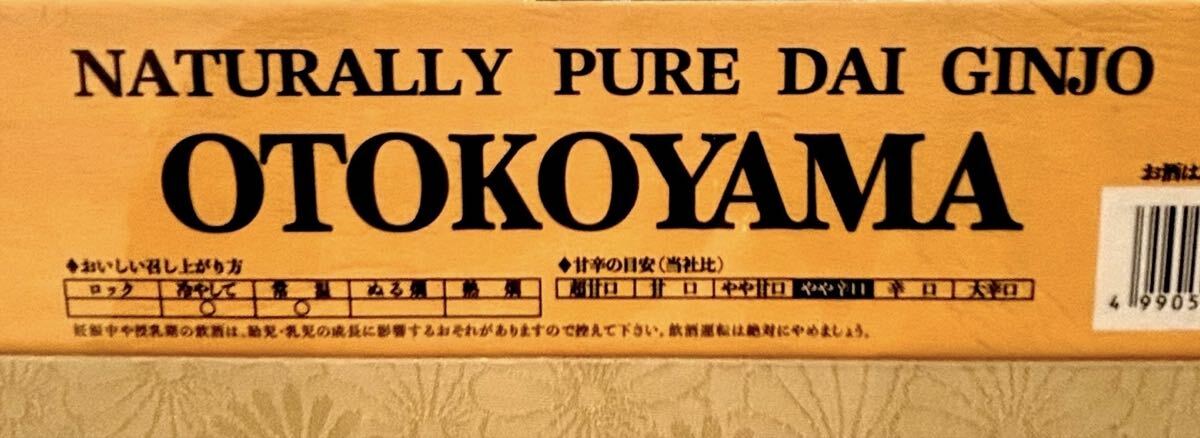 NATURALLY PURE DAI GINJO
OTOKOYAMA
お酒は
◆おいしい召し上がり方
ロック 冷やして 常温 ぬる燗 熱燗
○ ○
◆甘辛の目安(当社比)
超甘口 甘口 やや甘口 やや辛口 辛口 大辛口
妊娠中や授乳期の飲酒は、胎児・乳児の成長に影響するおそれがありますので控えて下さい。飲酒運転は絶対にやめましょう。
4 9905